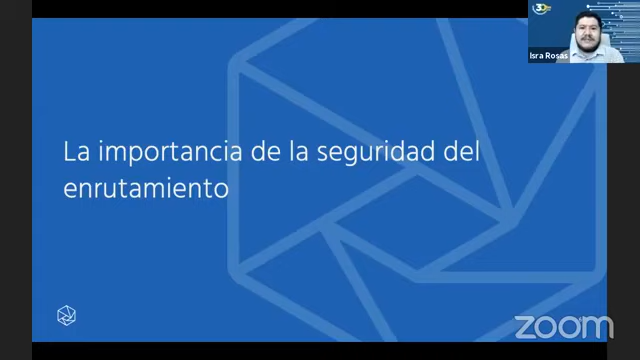 Isra Rosas
La importancia de la seguridad del
enrutamiento
zoom